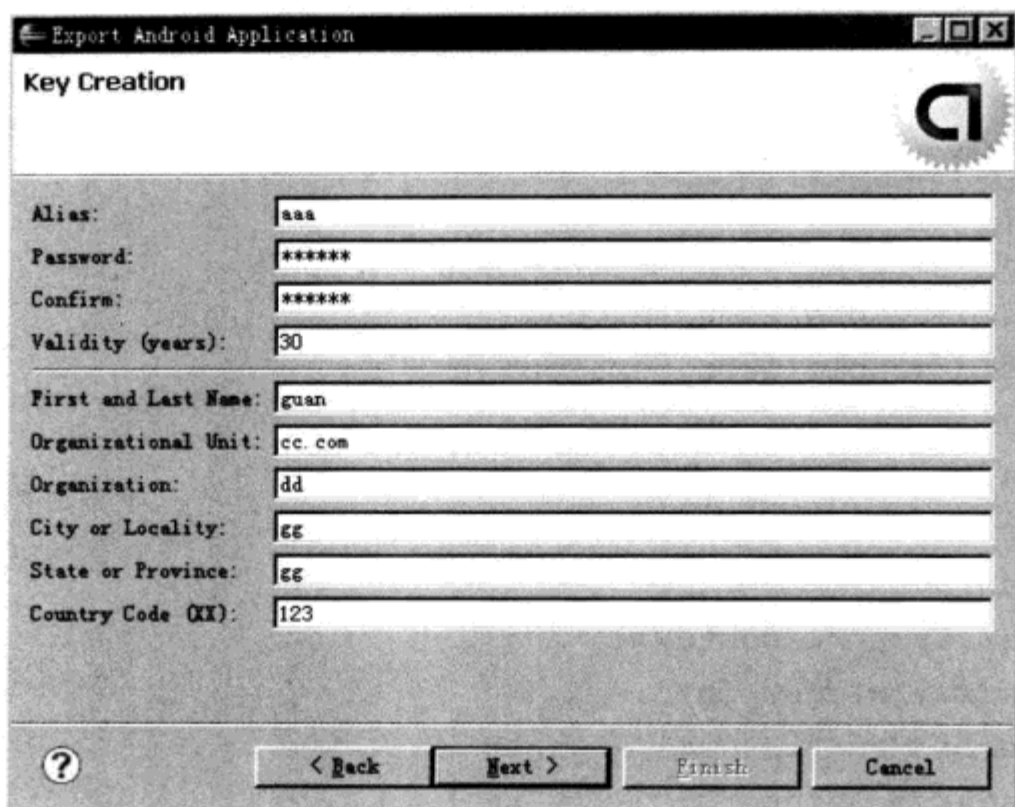 Export Android Application
Key Creation
Alias: aaa
Password: ******
Confirm: ******
Validity (years): 30
First and Last Name: guan
Organizational Unit: cc.com
Organization: dd
City or Locality: gg
State or Province: gg
Country Code (XX): 123
? < Back Next > Finish Cancel